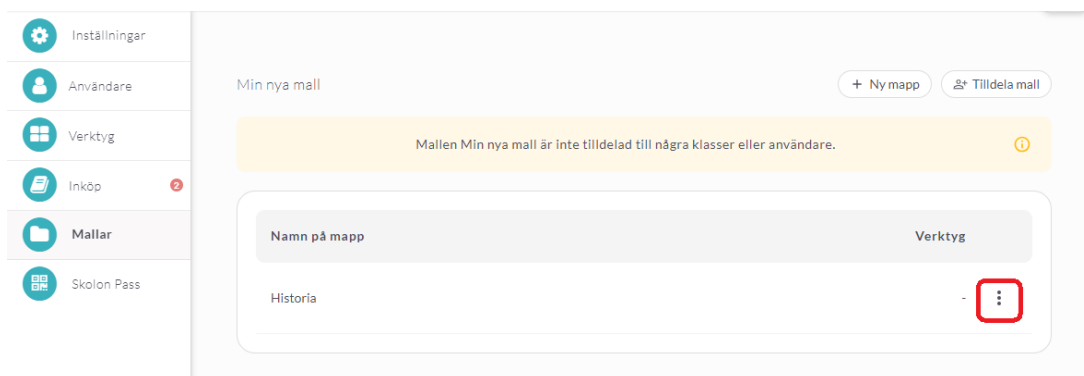 Inställningar
Användare
Verktyg
Inköp 2
Mallar
Skolon Pass
Min nya mall
+ Ny mapp
Tilldela mall
Mallen Min nya mall är inte tilldelad till några klasser eller användare.
Namn på mapp Verktyg
Historia -